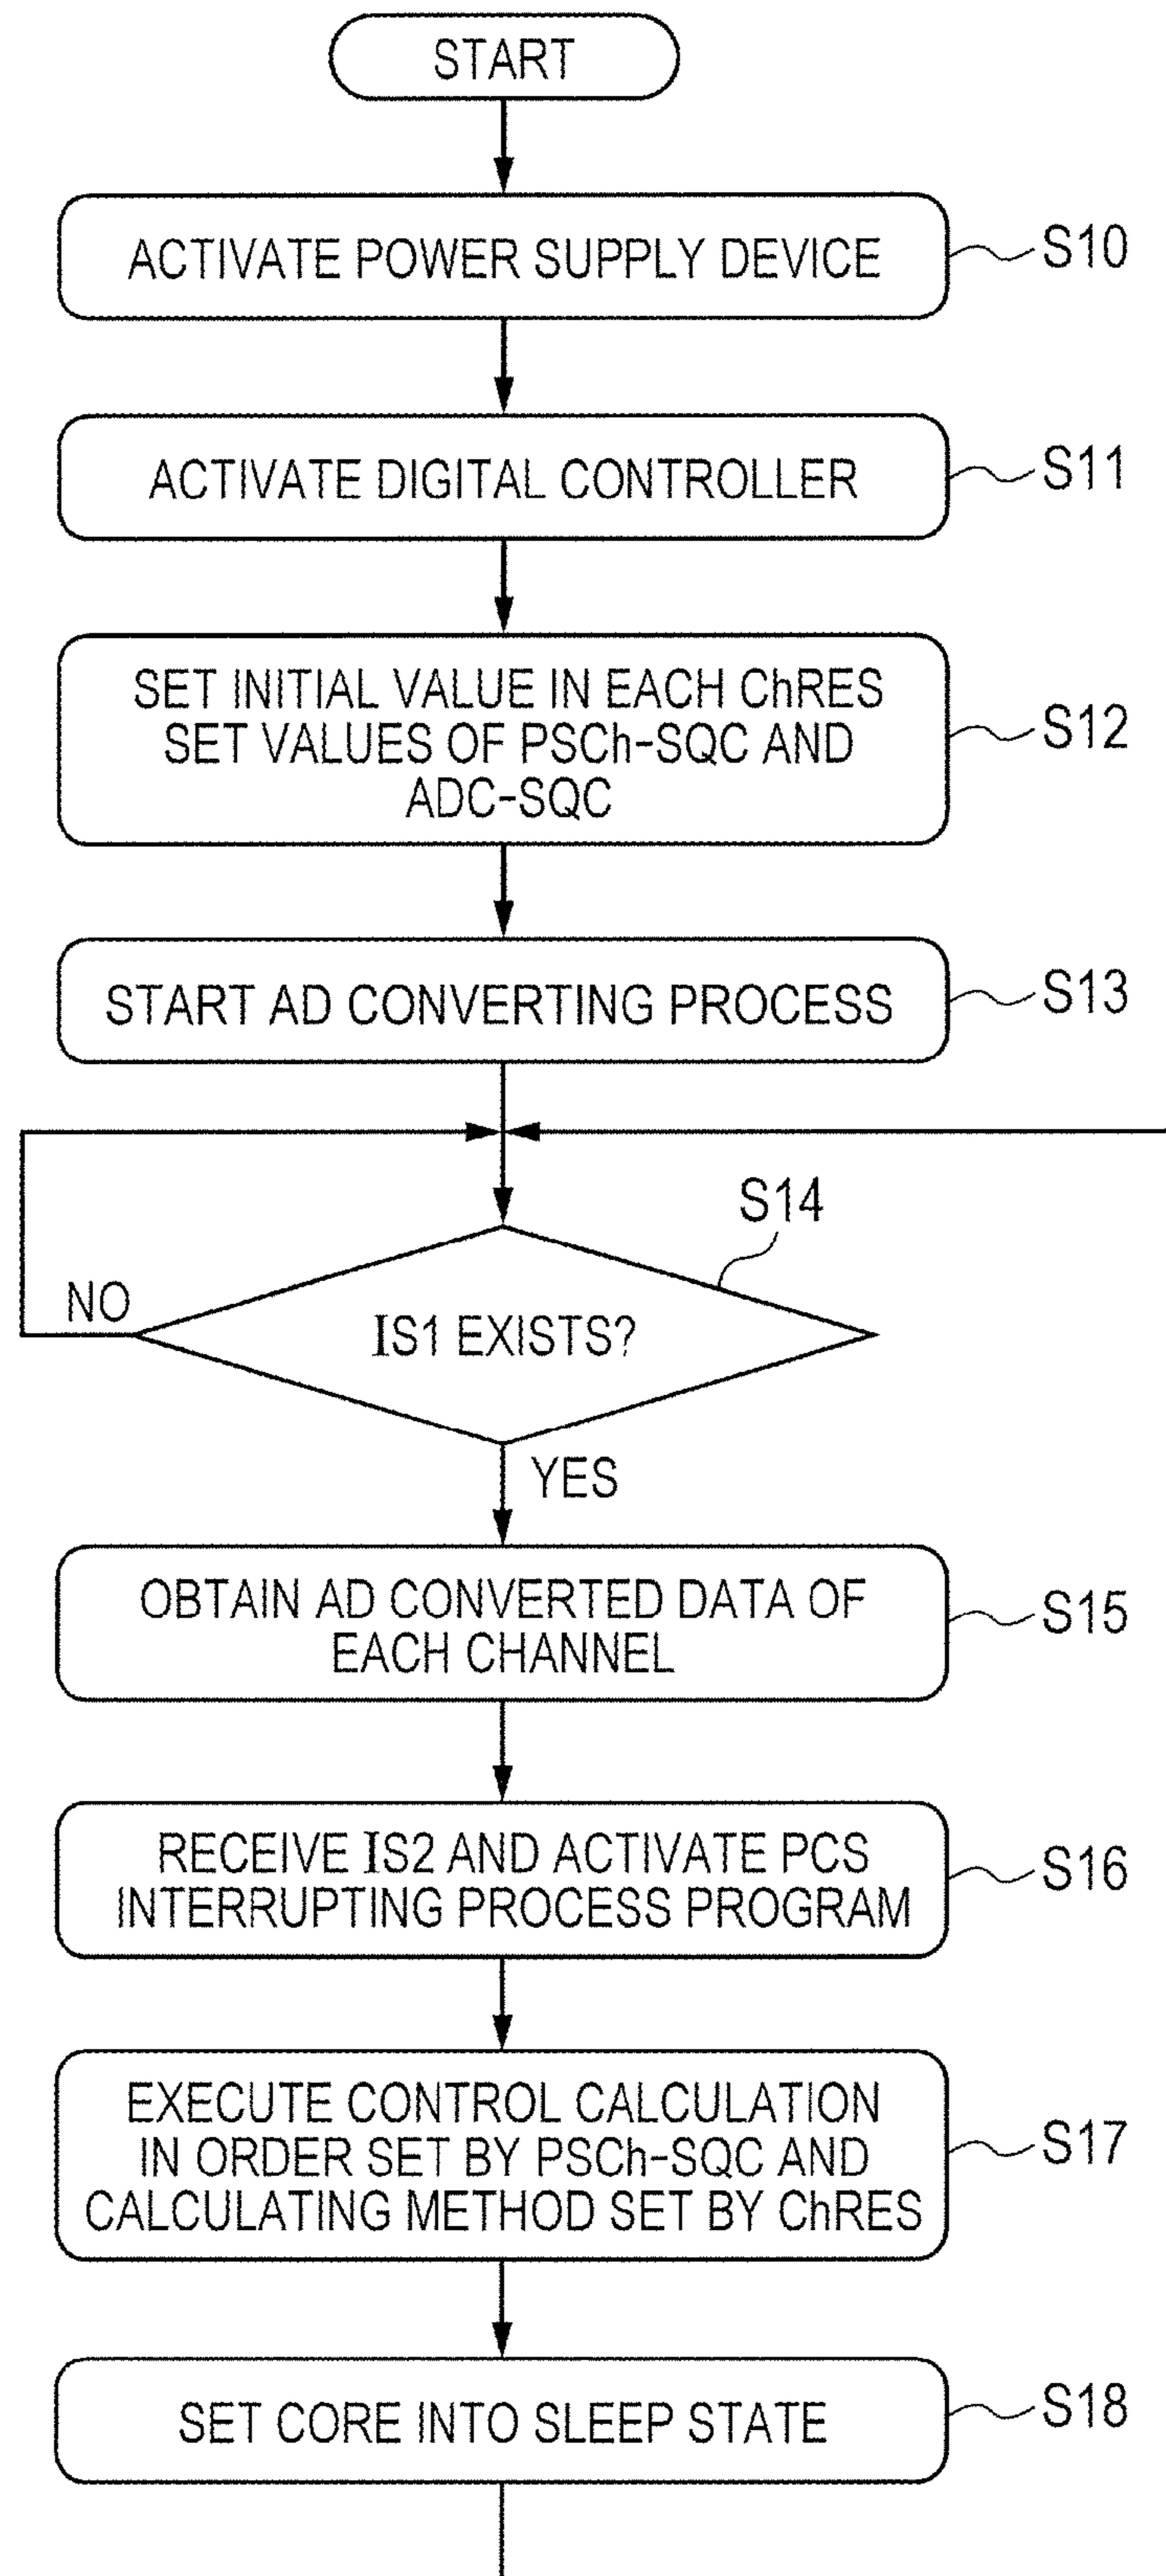 START
ACTIVATE POWER SUPPLY DEVICE
S10
ACTIVATE DIGITAL CONTROLLER
S11
SET INITIAL VALUE IN EACH ChRES
SET VALUES OF PSCh-SQC AND
ADC-SQC
S12
START AD CONVERTING PROCESS
S13
S14
NO
IS1 EXISTS?
YES
OBTAIN AD CONVERTED DATA OF
EACH CHANNEL
S15
RECEIVE IS2 AND ACTIVATE PCS
INTERRUPTING PROCESS PROGRAM
S16
EXECUTE CONTROL CALCULATION
IN ORDER SET BY PSCh-SQC AND
CALCULATING METHOD SET BY ChRES
S17
SET CORE INTO SLEEP STATE
S18